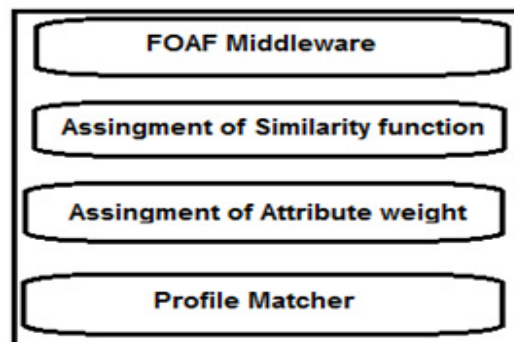 FOAF Middleware
Assingment of Similarity function
Assingment of Attribute weight
Profile Matcher